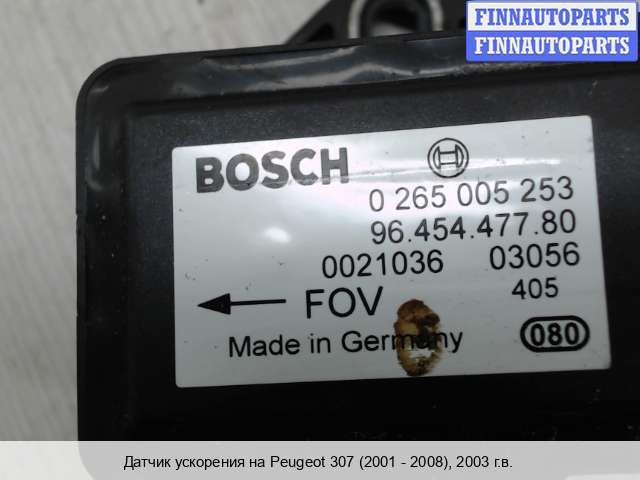 FINNAUTOPARTS
FINNAUTOPARTS
BOSCH
0 265 005 253
96.454.477.80
0021036 03056
FOV 405
Made in Germany 080
Датчик ускорения на Peugeot 307 (2001 - 2008), 2003 г.в.